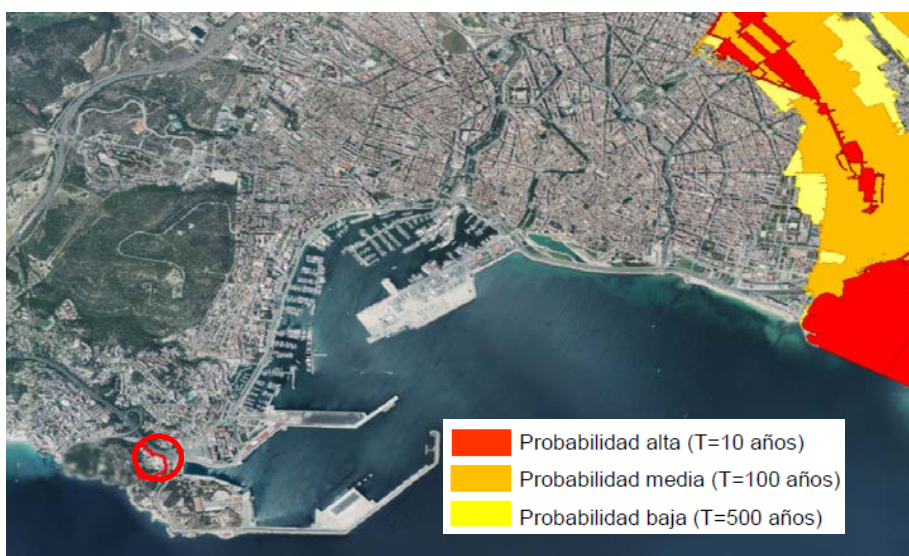 Probabilidad alta (T=10 años)
Probabilidad media (T=100 años)
Probabilidad baja (T=500 años)